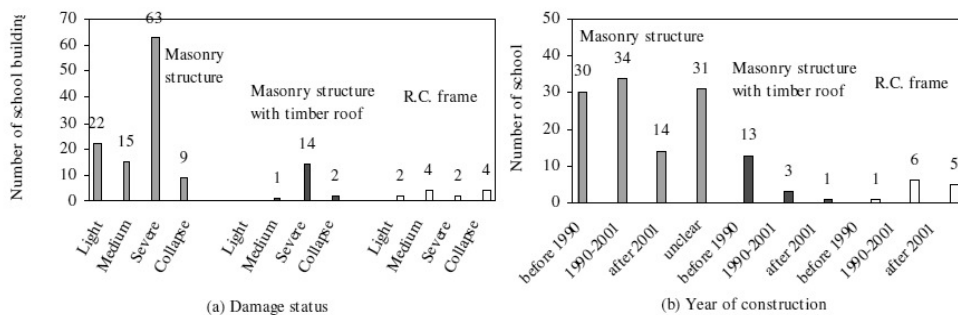 Number of school building
70
60
50
40
30
20
10
0
63
22
15
9
1
14
2
2
4
2
4
Masonry
structure
Masonry structure
with timber roof
R.C. frame
Light
Medium
Severe
Collapse
Light
Medium
Severe
Collapse
Light
Medium
Severe
Collapse
(a) Damage status
Number of school
50
40
30
20
10
0
Masonry structure
30
34
14
31
13
3
1
1
6
5
Masonry structure
with timber roof
R.C. frame
before 1990
1990-2001
after 2001
unclear
before 1990
1990-2001
after 2001
before 1990
1990-2001
after 2001
(b) Year of construction